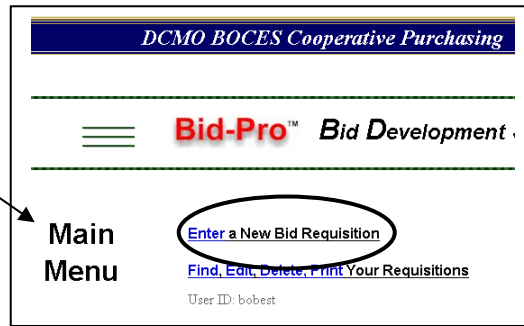 DCMO BOCES Cooperative Purchasing
Bid-Pro™ Bid Development
Main
Menu
Enter a New Bid Requisition
Find, Edit, Delete, Print Your Requisitions
User ID: bobest